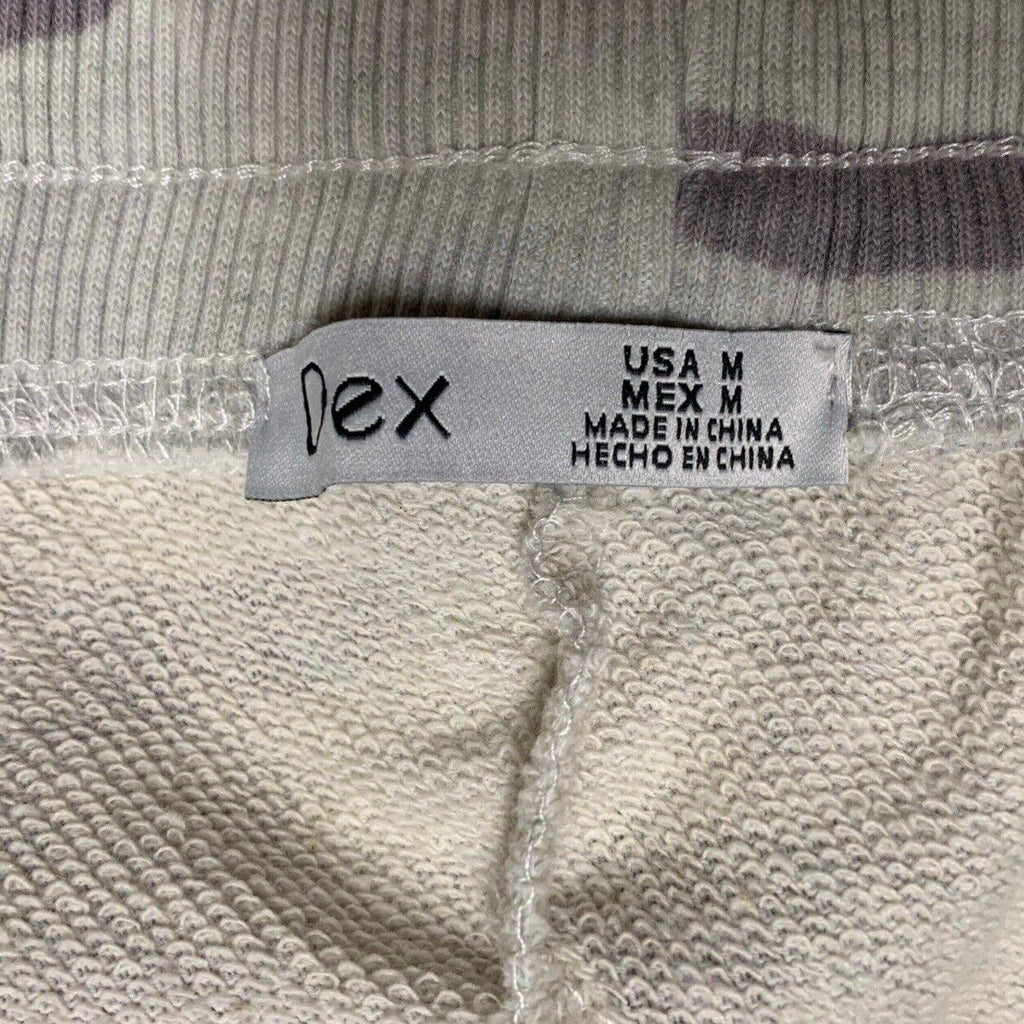 Dex
USA M
MEX M
MADE IN CHINA
HECHO EN CHINA